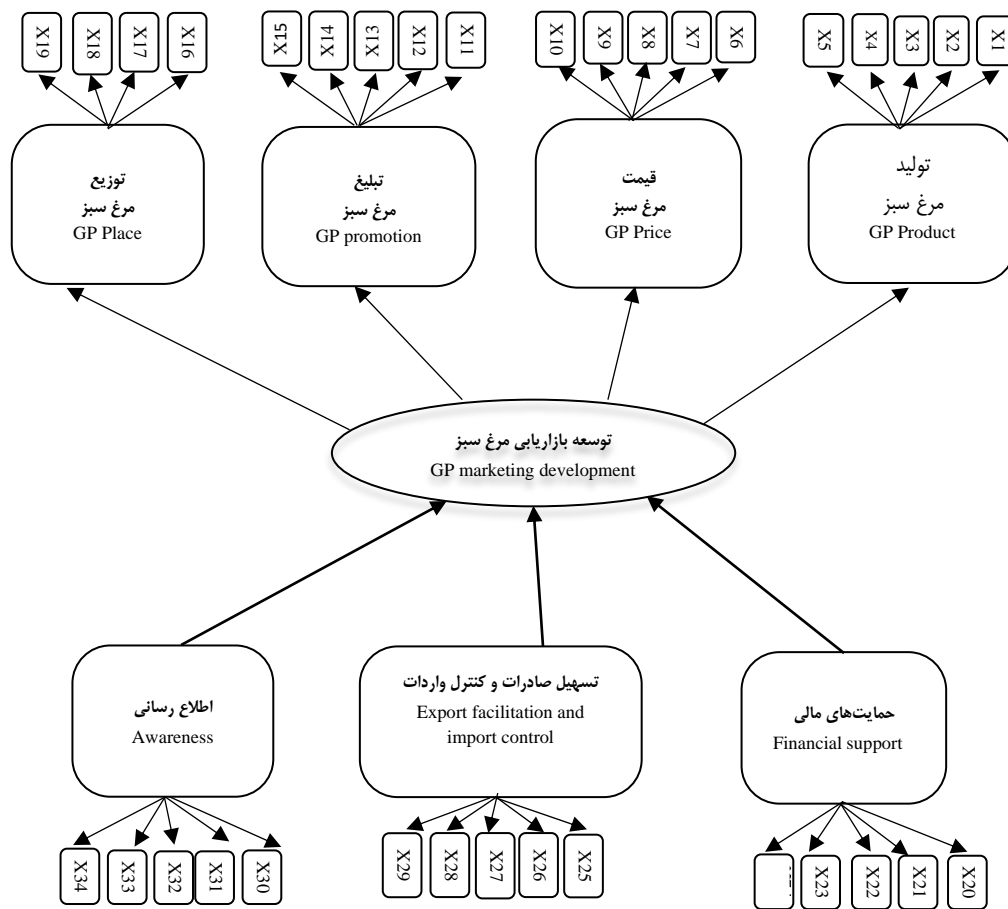 X19
X18
X17
X16
X15
X14
X13
X12
X11
X10
X9
X8
X7
X6
X5
X4
X3
X2
X1
توزیع
مرغ سبز
GP Place
تبلیغ
مرغ سبز
GP promotion
قیمت
مرغ سبز
GP Price
تولید
مرغ سبز
GP Product
توسعه بازاریابی مرغ سبز
GP marketing development
اطلاع رسانی
Awareness
تسهیل صادرات و کنترل واردات
Export facilitation and
import control
حمایت‌های مالی
Financial support
X34
X33
X32
X31
X30
X29
X28
X27
X26
X25
X23
X22
X21
X20